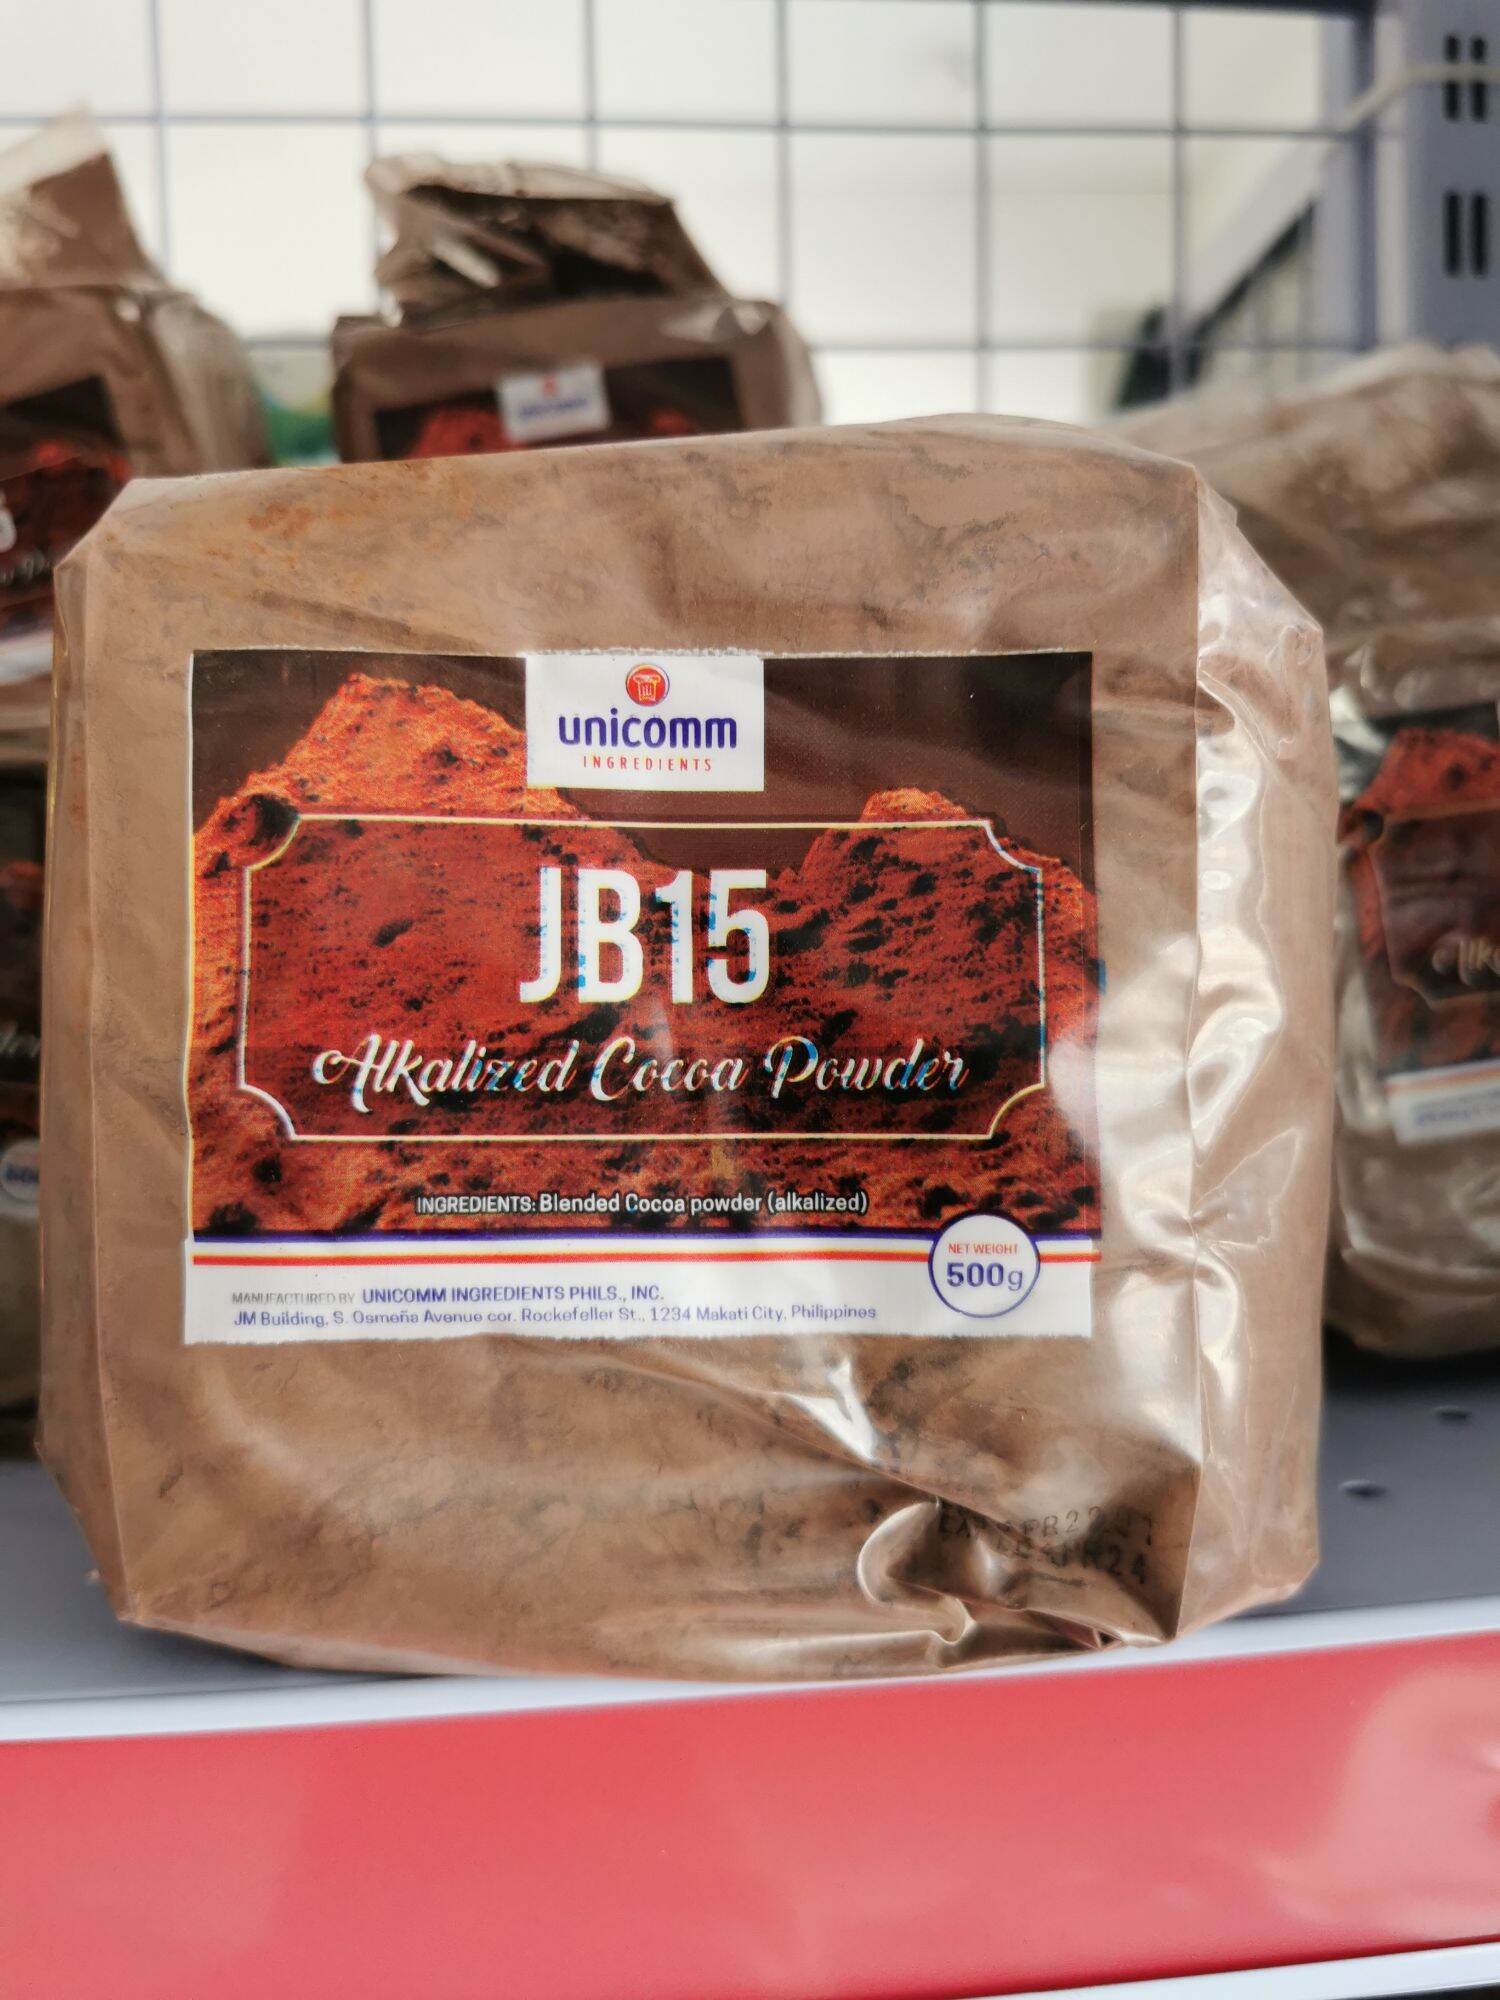 unicomm
INGREDIENTS
JB15
Alkalized Cocoa Powder
INGREDIENTS: Blended Cocoa powder (alkalized)
NET WEIGHT
500g
MANUFACTURED BY UNICOMM INGREDIENTS PHILS., INC.
JM Building, S. Osmeña Avenue cor. Rockefeller St., 1234 Makati City, Philippines